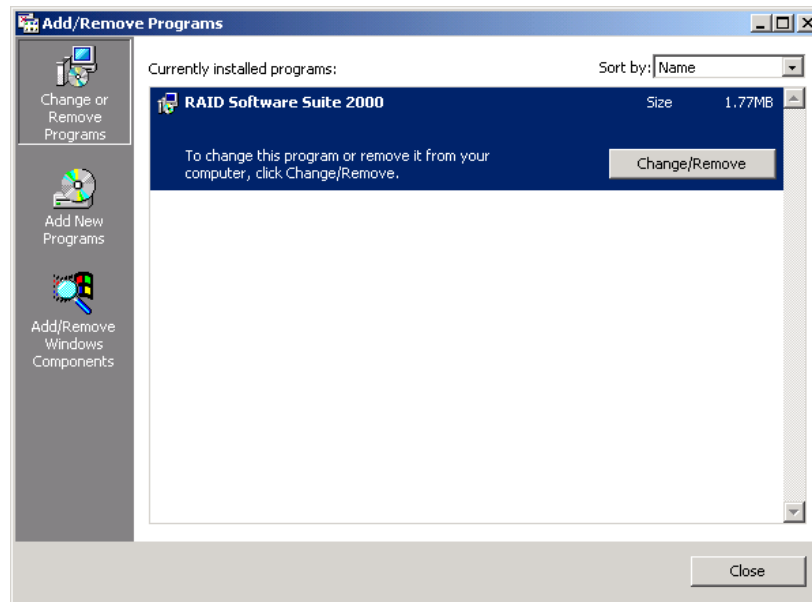 Add/Remove Programs
Change or
Remove
Programs
Add New
Programs
Add/Remove
Windows
Components
Currently installed programs:
Sort by: Name
RAID Software Suite 2000 Size 1.77MB
To change this program or remove it from your
computer, click Change/Remove.
Change/Remove
Close